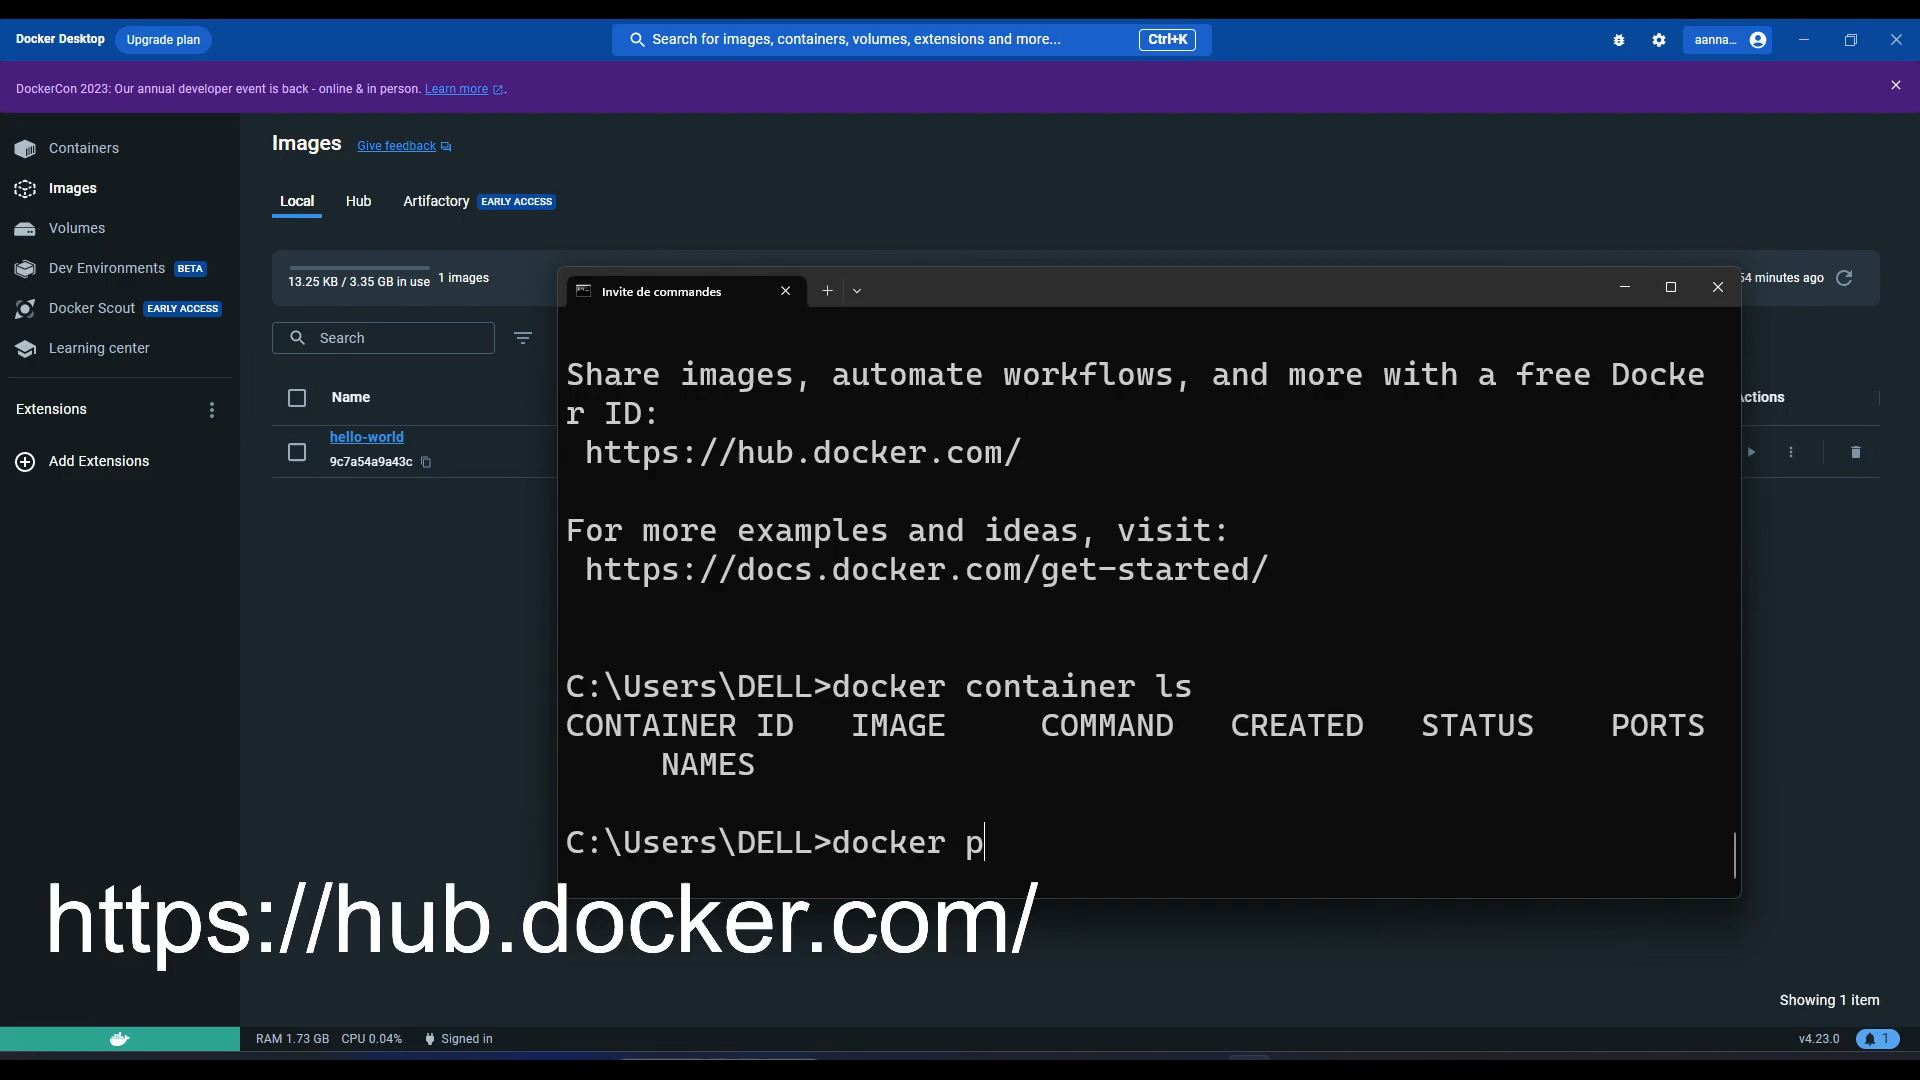 Docker Desktop
Upgrade plan
Search for images, containers, volumes, extensions and more...
Ctrl+K
aanna...
DockerCon 2023: Our annual developer event is back - online & in person. Learn more .
Containers
Images
Volumes
Dev Environments BETA
Docker Scout EARLY ACCESS
Learning center
Extensions
Add Extensions
Images
Give feedback
Local
Hub
Artifactory EARLY ACCESS
13.25 KB / 3.35 GB in use
1 images
54 minutes ago
Search
Name
ctions
hello-world
9c7a54a9a43c
Invite de commandes
Share images, automate workflows, and more with a free Docke
r ID:
https://hub.docker.com/
For more examples and ideas, visit:
https://docs.docker.com/get-started/
C:\Users\DELL>docker container ls
CONTAINER ID IMAGE COMMAND CREATED STATUS PORTS
NAMES
C:\Users\DELL>docker p
https://hub.docker.com/
Showing 1 item
RAM 1.73 GB CPU 0.04% Signed in
v4.23.0
1